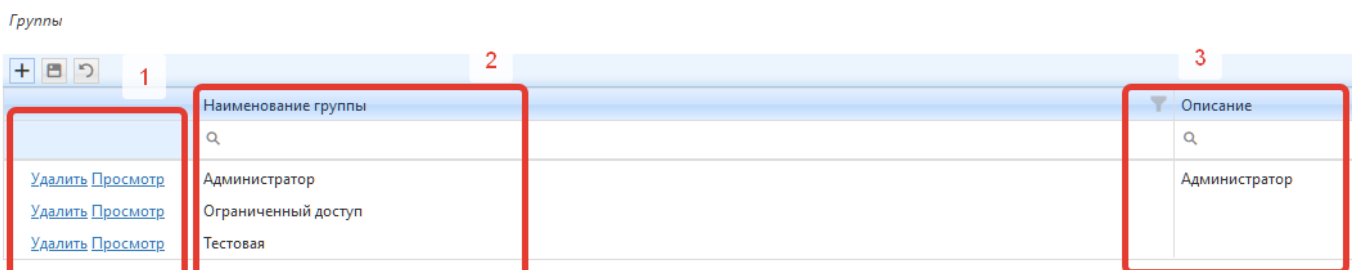 Группы
1
2
3
Наименование группы
Описание
Удалить Просмотр
Администратор
Администратор
Удалить Просмотр
Ограниченный доступ
Удалить Просмотр
Тестовая